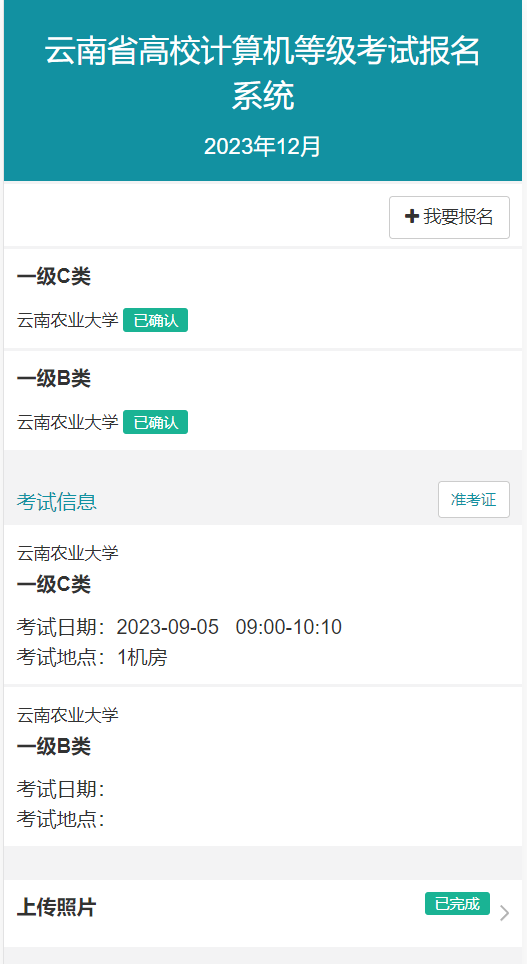 云南省高校计算机等级考试报名
系统
2023年12月
我要报名
一级C类
云南农业大学 已确认
一级B类
云南农业大学 已确认
考试信息 准考证
云南农业大学
一级C类
考试日期：2023-09-05 09:00-10:10
考试地点：1机房
云南农业大学
一级B类
考试日期：
考试地点：
上传照片 已完成